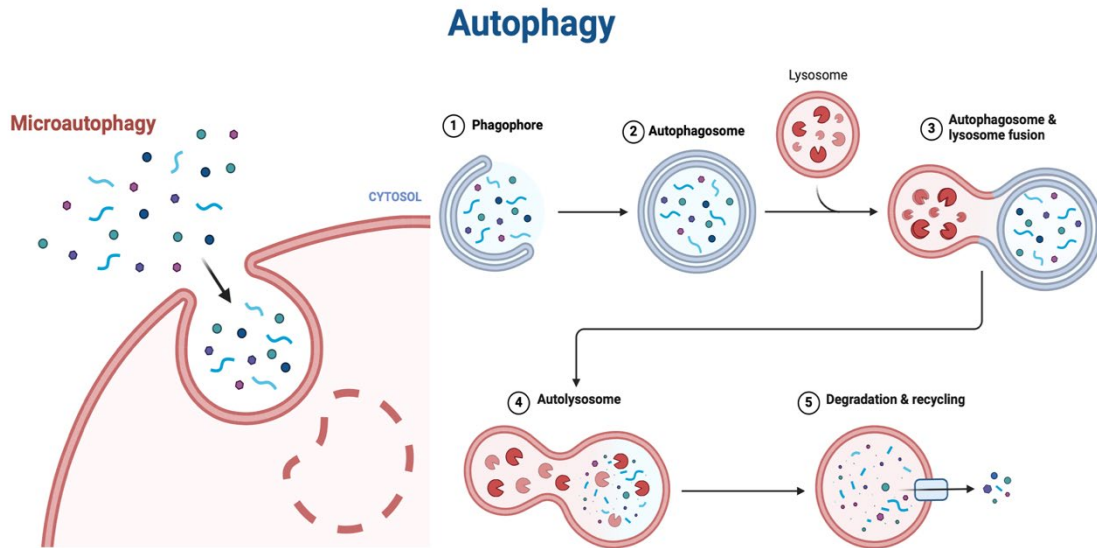 Autophagy
Microautophagy
CYTOSOL
1 Phagophore
2 Autophagosome
Lysosome
3 Autophagosome &
lysosome fusion
4 Autolysosome
5 Degradation & recycling